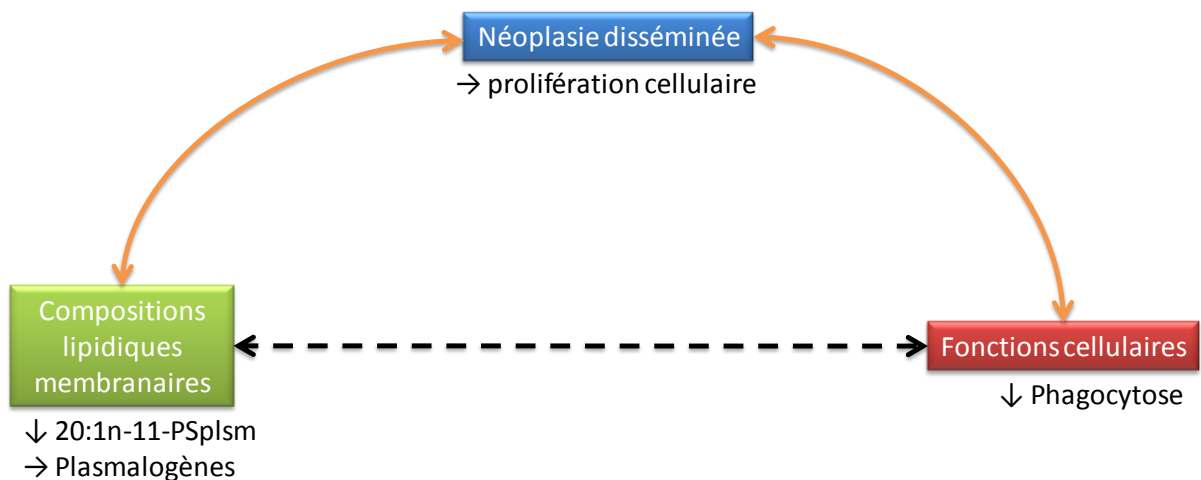 Néoplasie disséminée
→ prolifération cellulaire
Compositions
lipidiques
membranaires
↓ 20:1n-11-PSplsm
→ Plasmalogènes
Fonctions cellulaires
↓ Phagocytose